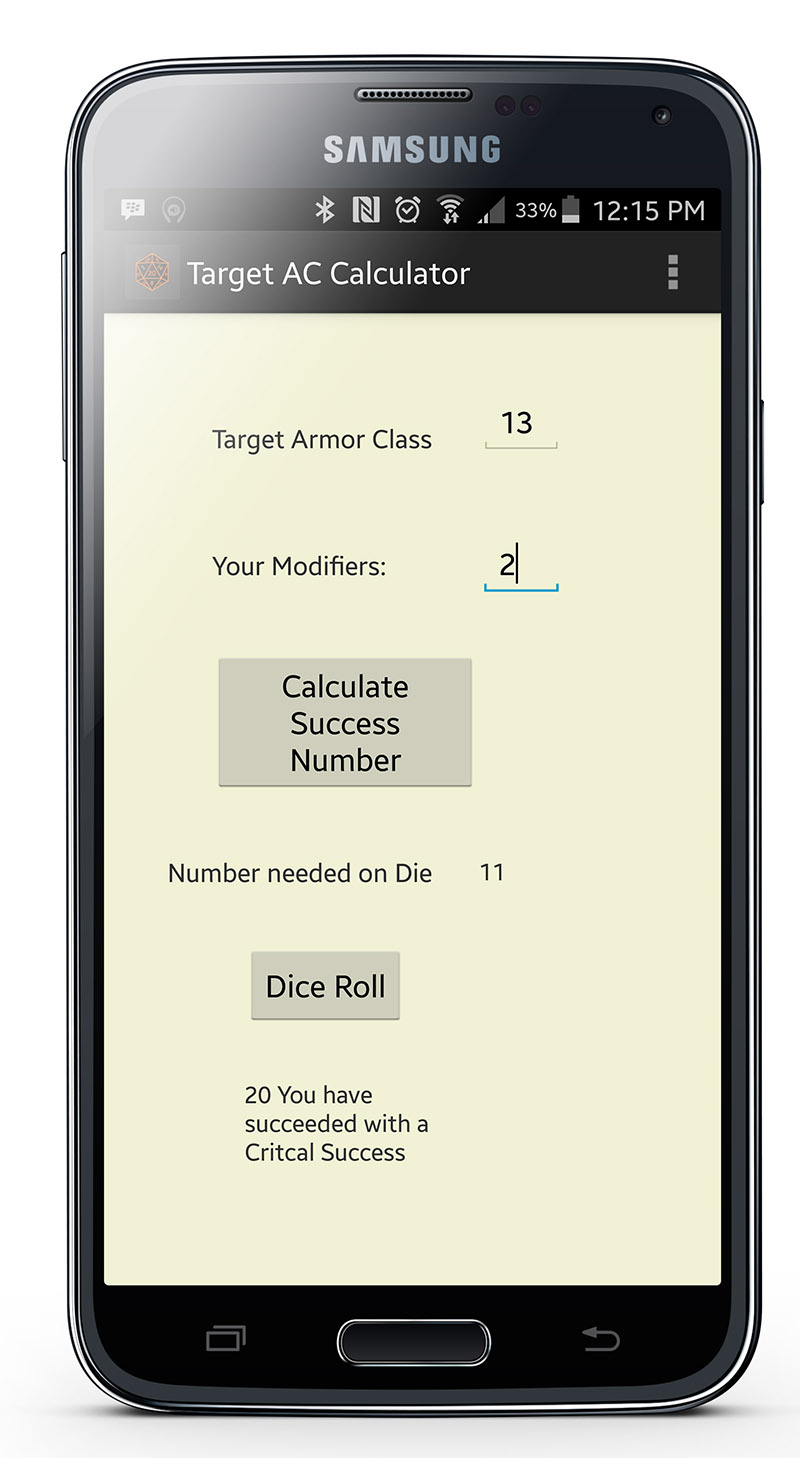 SAMSUNG
33% 12:15 PM
Target AC Calculator
Target Armor Class 13
Your Modifiers: 2
Calculate
Success
Number
Number needed on Die 11
Dice Roll
20 You have
succeeded with a
Critcal Success